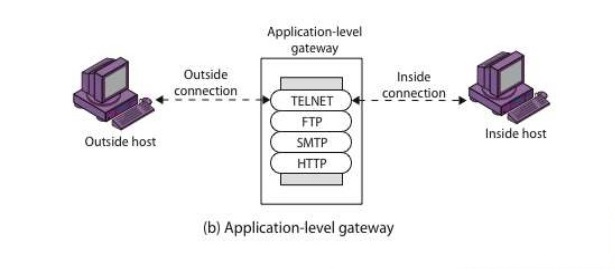 Application-level
gateway
Outside
connection
Inside
connection
TELNET
FTP
SMTP
HTTP
Outside host
Inside host
(b) Application-level gateway